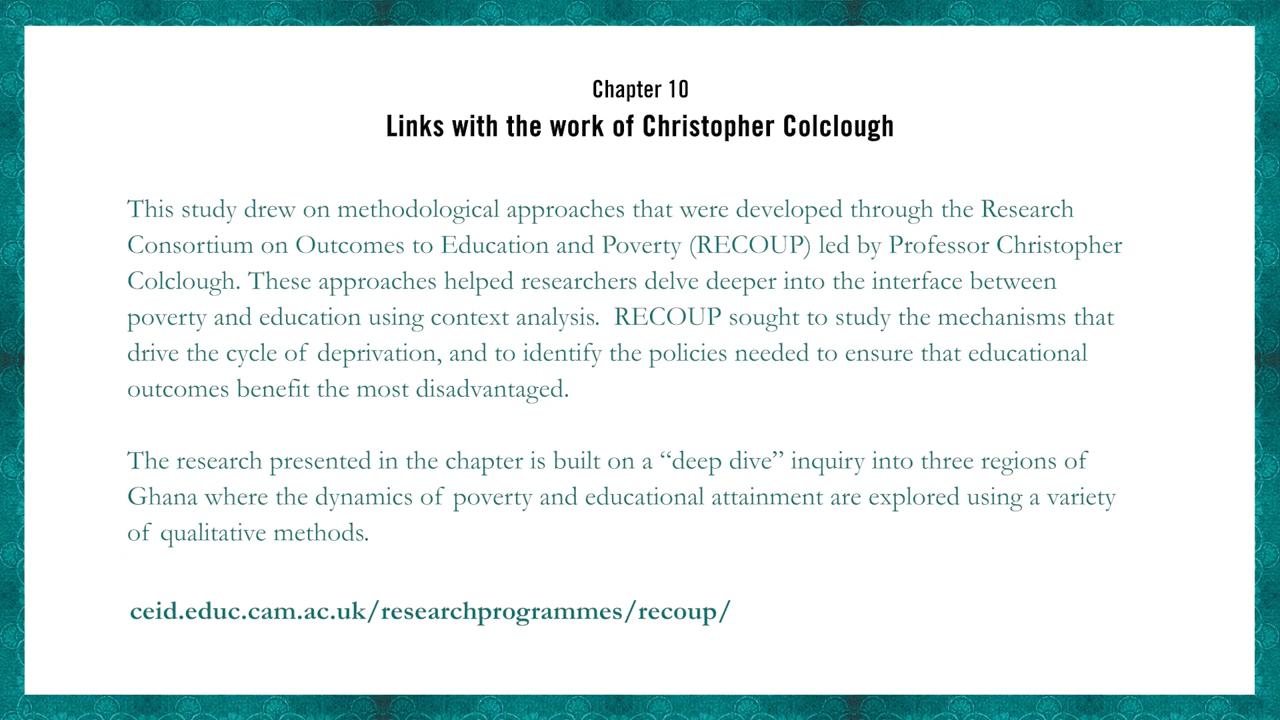 Chapter 10
Links with the work of Christopher Colclough
This study drew on methodological approaches that were developed through the Research
Consortium on Outcomes to Education and Poverty (RECOUP) led by Professor Christopher
Colclough. These approaches helped researchers delve deeper into the interface between
poverty and education using context analysis.  RECOUP sought to study the mechanisms that
drive the cycle of deprivation, and to identify the policies needed to ensure that educational
outcomes benefit the most disadvantaged.
The research presented in the chapter is built on a “deep dive” inquiry into three regions of
Ghana where the dynamics of poverty and educational attainment are explored using a variety
of qualitative methods.
ceid.educ.cam.ac.uk/researchprogrammes/recoup/